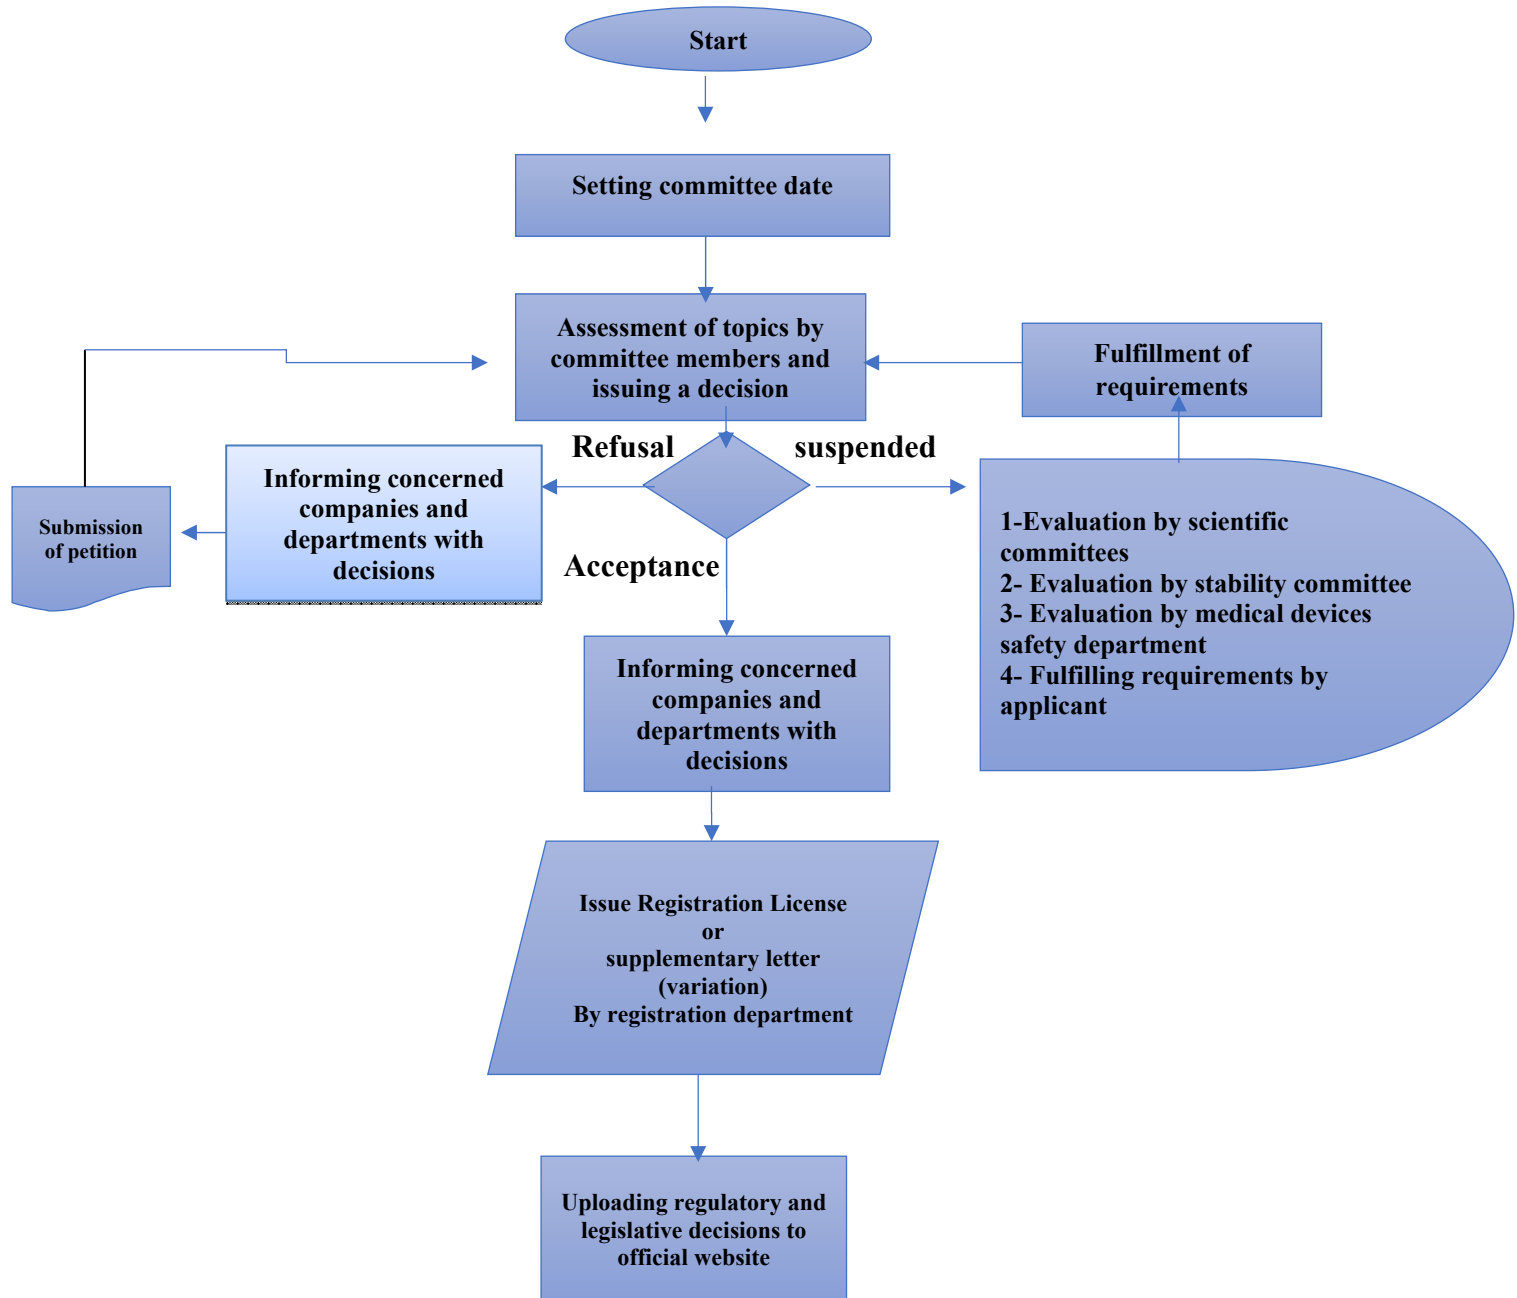 Start
Setting committee date
Assessment of topics by
committee members and
issuing a decision
Fulfillment of
requirements
Refusal
suspended
Informing concerned
companies and
departments with
decisions
Submission
of petition
1-Evaluation by scientific
committees
2- Evaluation by stability committee
3- Evaluation by medical devices
safety department
4- Fulfilling requirements by
applicant
Acceptance
Informing concerned
companies and
departments with
decisions
Issue Registration License
or
supplementary letter
(variation)
By registration department
Uploading regulatory and
legislative decisions to
official website